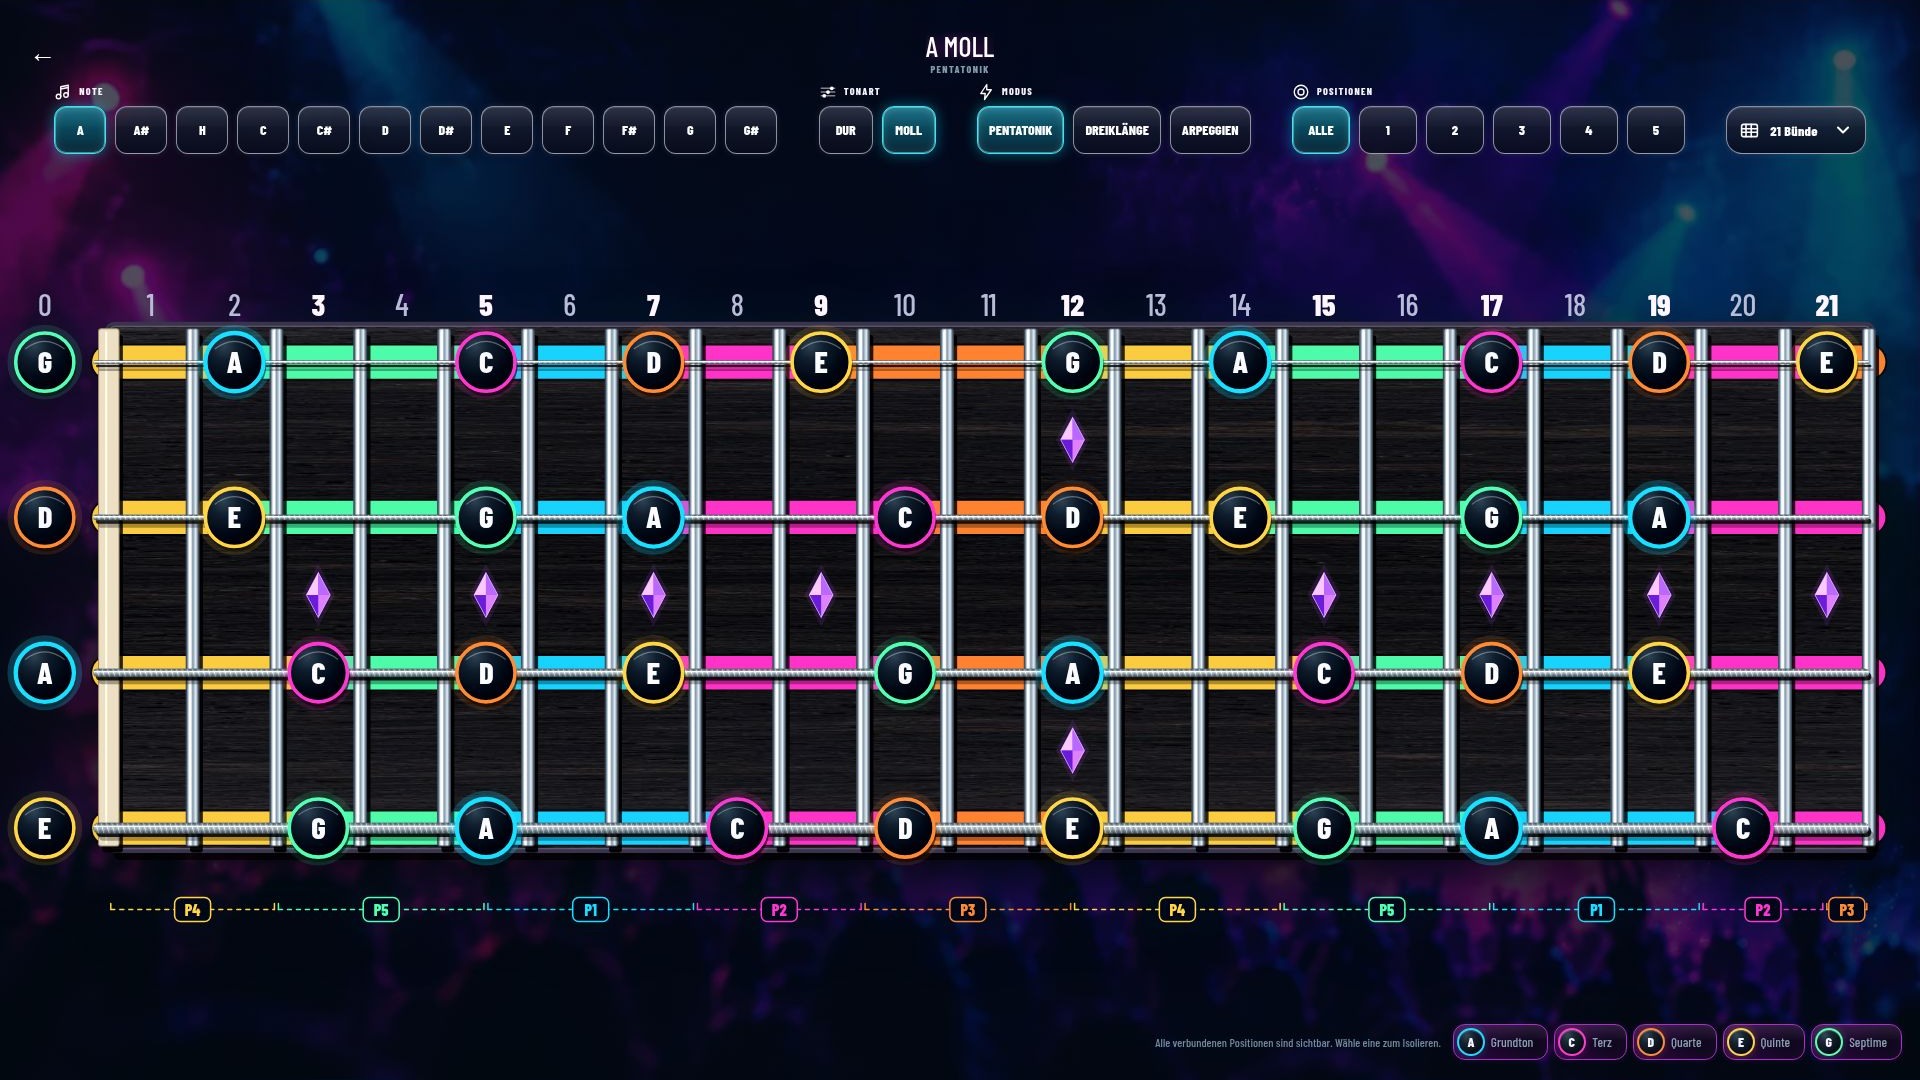 ←
A MOLL
PENTATONIK
NOTE TONART MODUS POSITIONEN
A A# H C C# D D# E F F# G G# DUR MOLL PENTATONIK DREIKLÄNGE ARPEGGIEN ALLE 1 2 3 4 5 21 Bünde
0 1 2 3 4 5 6 7 8 9 10 11 12 13 14 15 16 17 18 19 20 21
G A C D E G A C D E
D E G A C D E G A
A C D E G A C D E
E G A C D E G A C
P4 P5 P1 P2 P3 P4 P5 P1 P2 P3
Alle verbundenen Positionen sind sichtbar. Wähle eine zum Isolieren. A Grundton C Terz D Quarte E Quinte G Septime